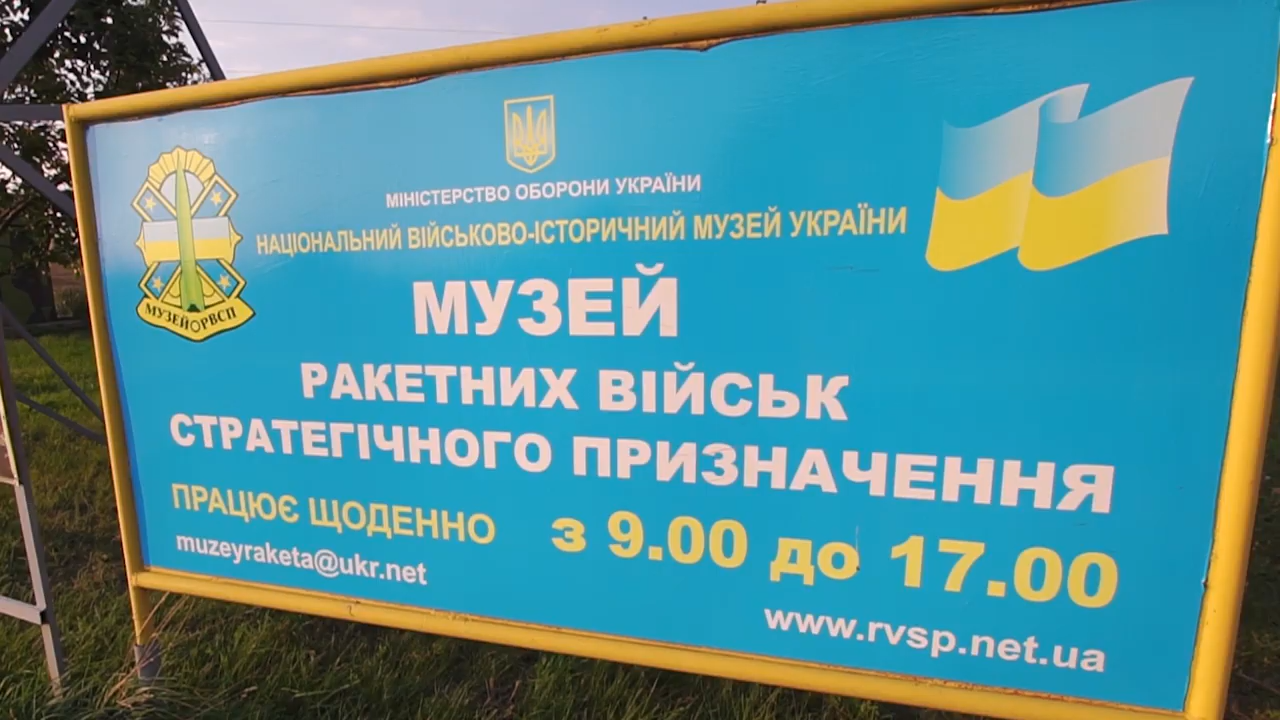 МІНІСТЕРСТВО ОБОРОНИ УКРАЇНИ
НАЦІОНАЛЬНИЙ ВІЙСЬКОВО-ІСТОРИЧНИЙ МУЗЕЙ УКРАЇНИ
МУЗЕЙ РВСП
МУЗЕЙ
РАКЕТНИХ ВІЙСЬК
СТРАТЕГІЧНОГО ПРИЗНАЧЕННЯ
ПРАЦЮЄ ЩОДЕННО з 9.00 до 17.00
muzeyraketa@ukr.net
www.rvsp.net.ua